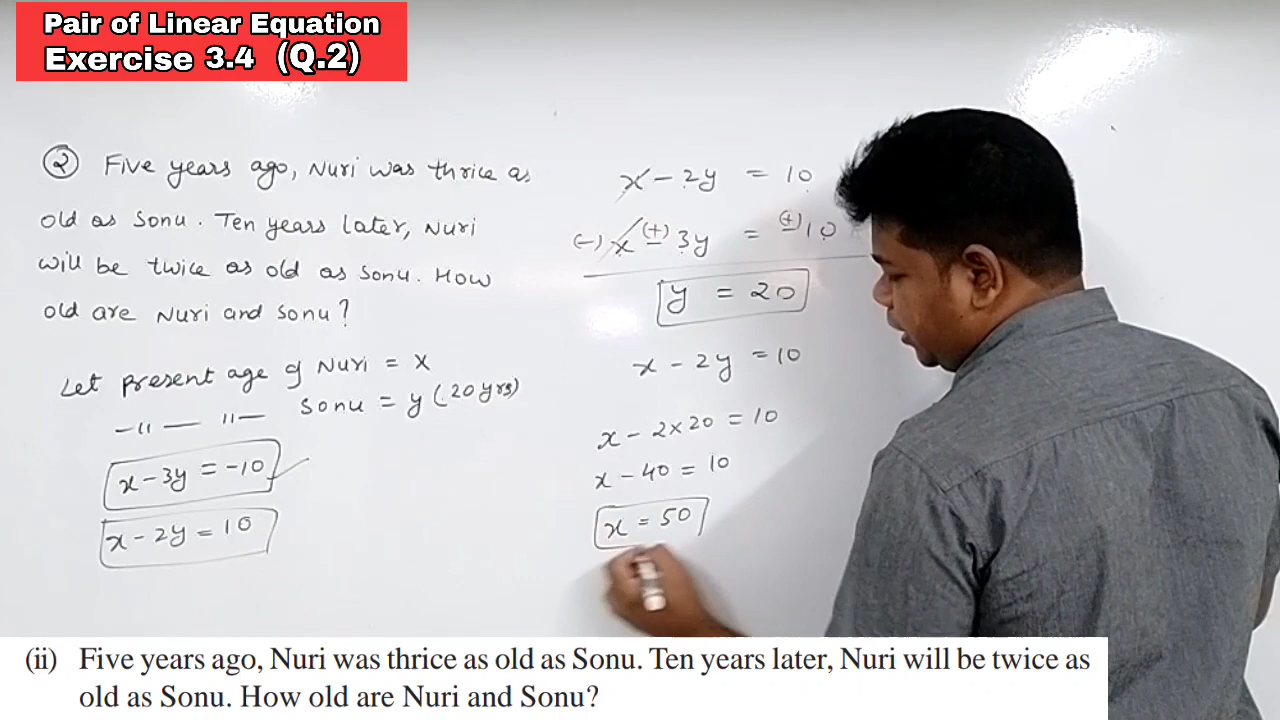 Pair of Linear Equation
Exercise 3.4 (Q.2)
② Five years ago, Nuri was thrice as
old as Sonu. Ten years later, Nuri
will be twice as old as Sonu. How
old are Nuri and Sonu?
Let present age of Nuri = x
–〃– 〃– Sonu = y (20 yrs)
x – 3y = –10
x – 2y = 10
x – 2y = 10
(–) x (+) – 3y = (+) – 10
y = 20
x – 2y = 10
x – 2×20 = 10
x – 40 = 10
x = 50
(ii) Five years ago, Nuri was thrice as old as Sonu. Ten years later, Nuri will be twice as
old as Sonu. How old are Nuri and Sonu?